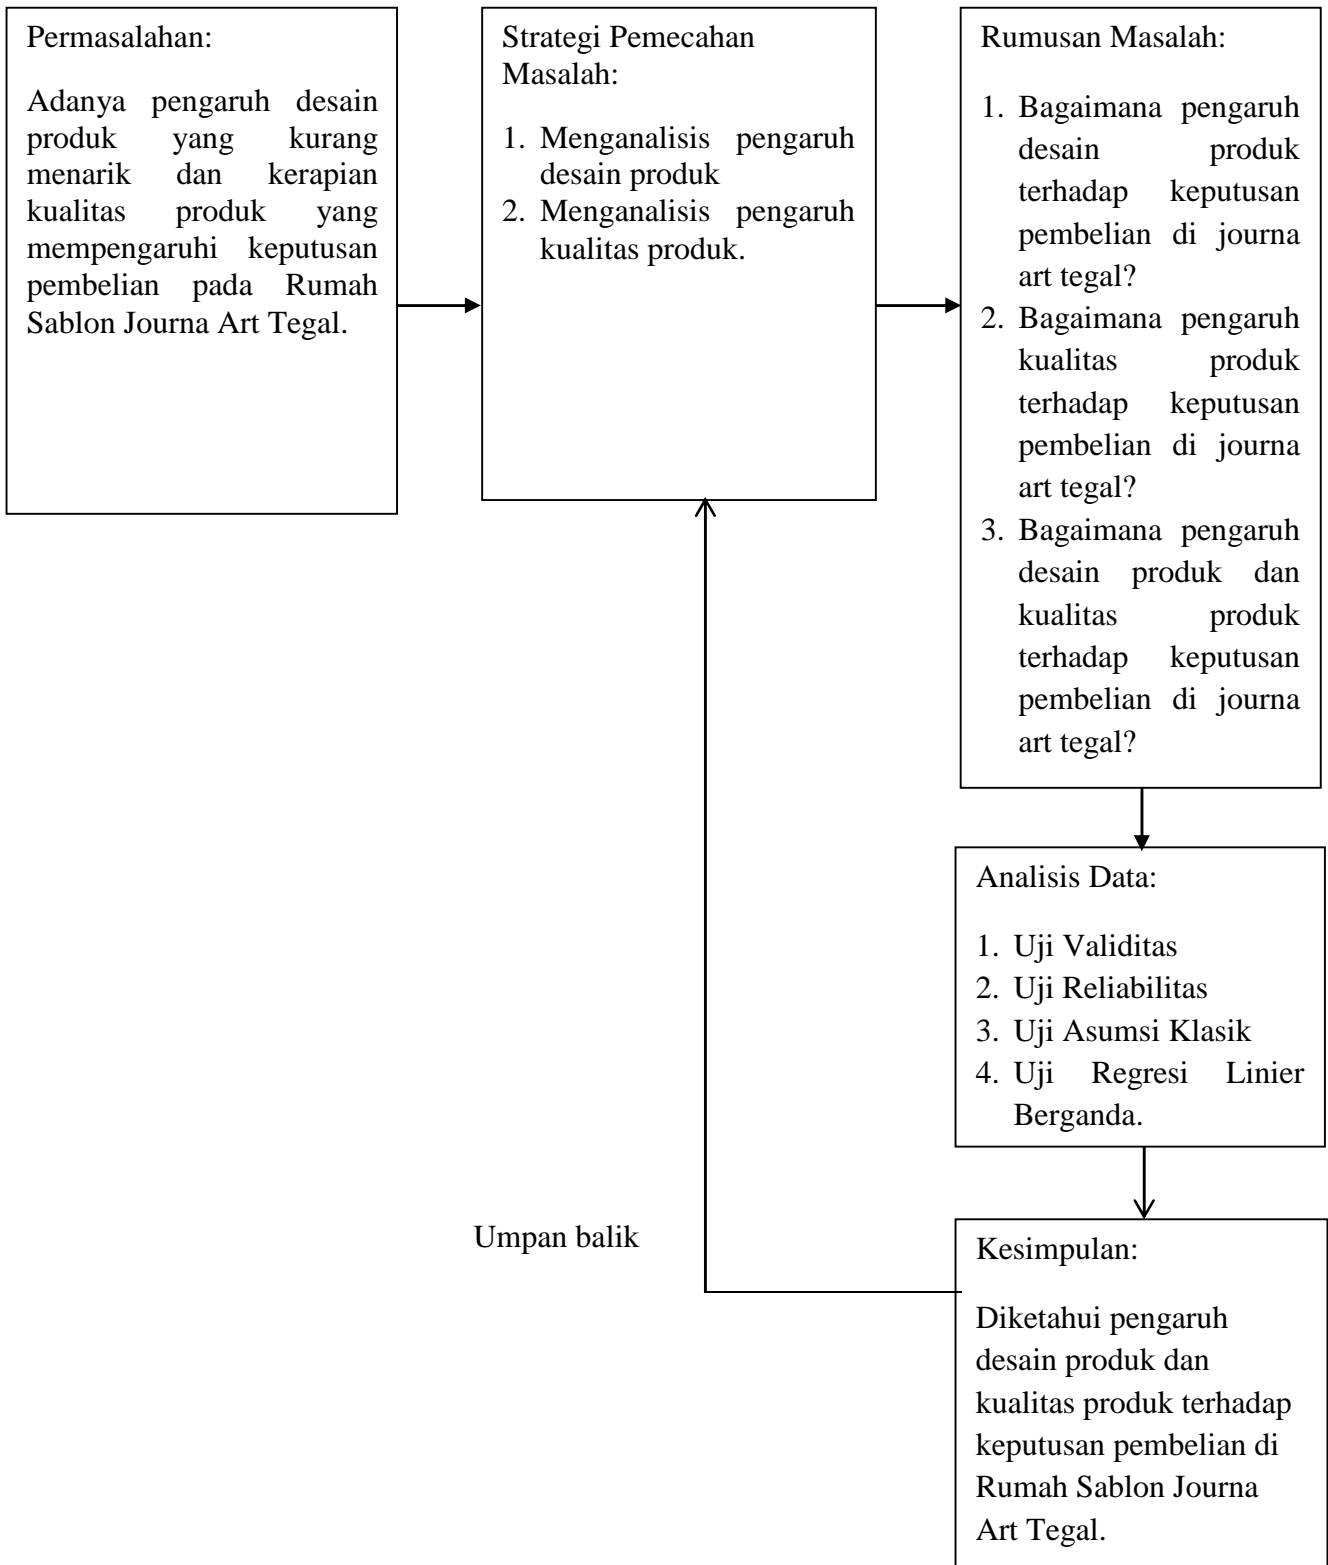 Permasalahan:
Adanya pengaruh desain
produk yang kurang
menarik dan kerapian
kualitas produk yang
mempengaruhi keputusan
pembelian pada Rumah
Sablon Journa Art Tegal.
Strategi Pemecahan
Masalah:
1. Menganalisis pengaruh
desain produk
2. Menganalisis pengaruh
kualitas produk.
Rumusan Masalah:
1. Bagaimana pengaruh
desain produk
terhadap keputusan
pembelian di journa
art tegal?
2. Bagaimana pengaruh
kualitas produk
terhadap keputusan
pembelian di journa
art tegal?
3. Bagaimana pengaruh
desain produk dan
kualitas produk
terhadap keputusan
pembelian di journa
art tegal?
Analisis Data:
1. Uji Validitas
2. Uji Reliabilitas
3. Uji Asumsi Klasik
4. Uji Regresi Linier
Berganda.
Umpan balik
Kesimpulan:
Diketahui pengaruh
desain produk dan
kualitas produk terhadap
keputusan pembelian di
Rumah Sablon Journa
Art Tegal.